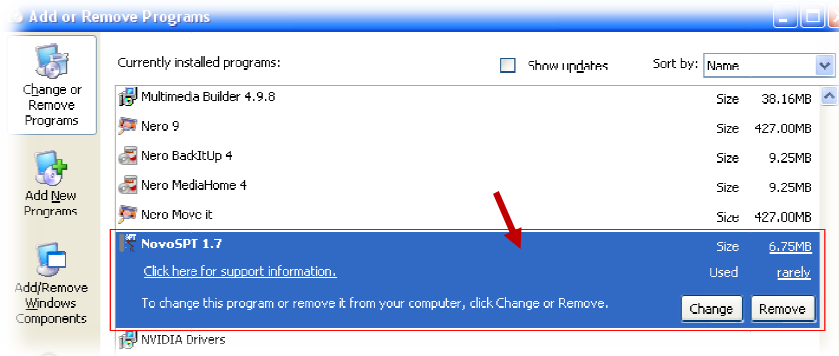 Add or Remove Programs
Change or
Remove
Programs
Add New
Programs
Add/Remove
Windows
Components
Currently installed programs:
Show updates
Sort by: Name
Multimedia Builder 4.9.8 Size 38.16MB
Nero 9 Size 427.00MB
Nero BackItUp 4 Size 9.25MB
Nero MediaHome 4 Size 9.25MB
Nero Move it Size 427.00MB
NovoSPT 1.7 Size 6.75MB
Click here for support information. Used rarely
To change this program or remove it from your computer, click Change or Remove. Change Remove
NVIDIA Drivers